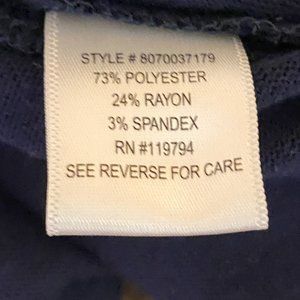 STYLE # 8070037179
73% POLYESTER
24% RAYON
3% SPANDEX
RN #119794
SEE REVERSE FOR CARE